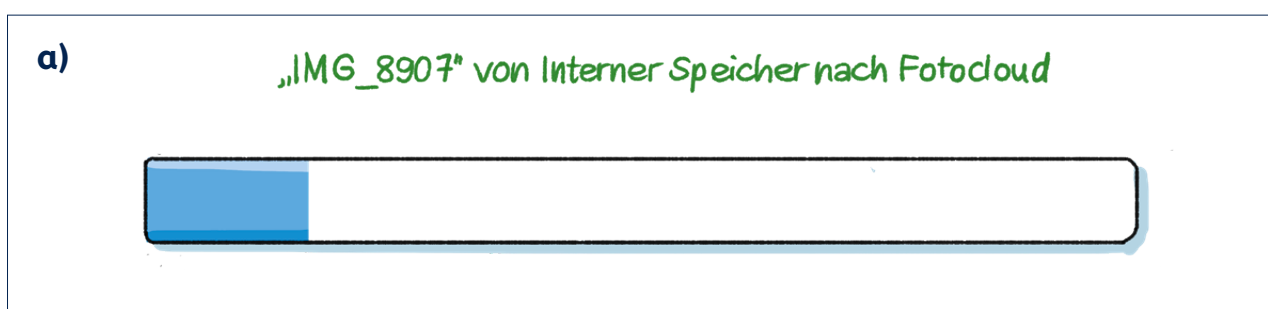 a)
„IMG_8907" von Interner Speicher nach Fotocloud